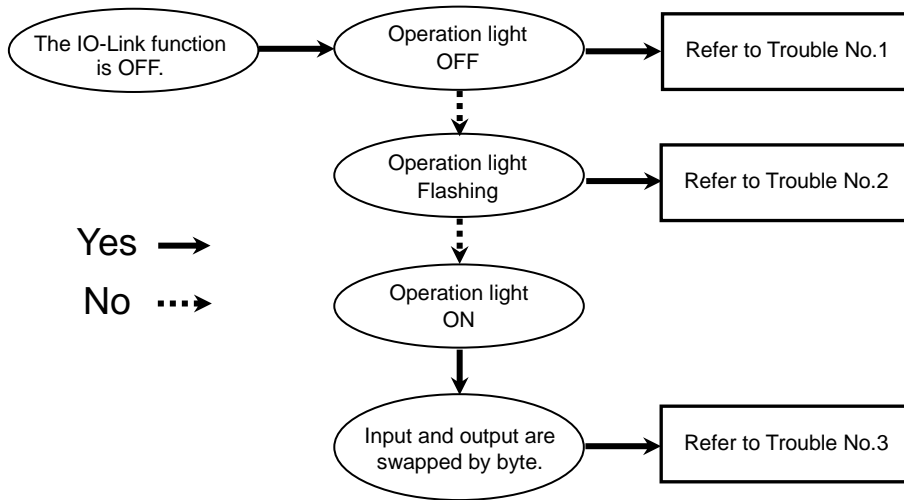 The IO-Link function
is OFF.
Operation light
OFF
Refer to Trouble No.1
Operation light
Flashing
Refer to Trouble No.2
Yes
No
Operation light
ON
Input and output are
swapped by byte.
Refer to Trouble No.3